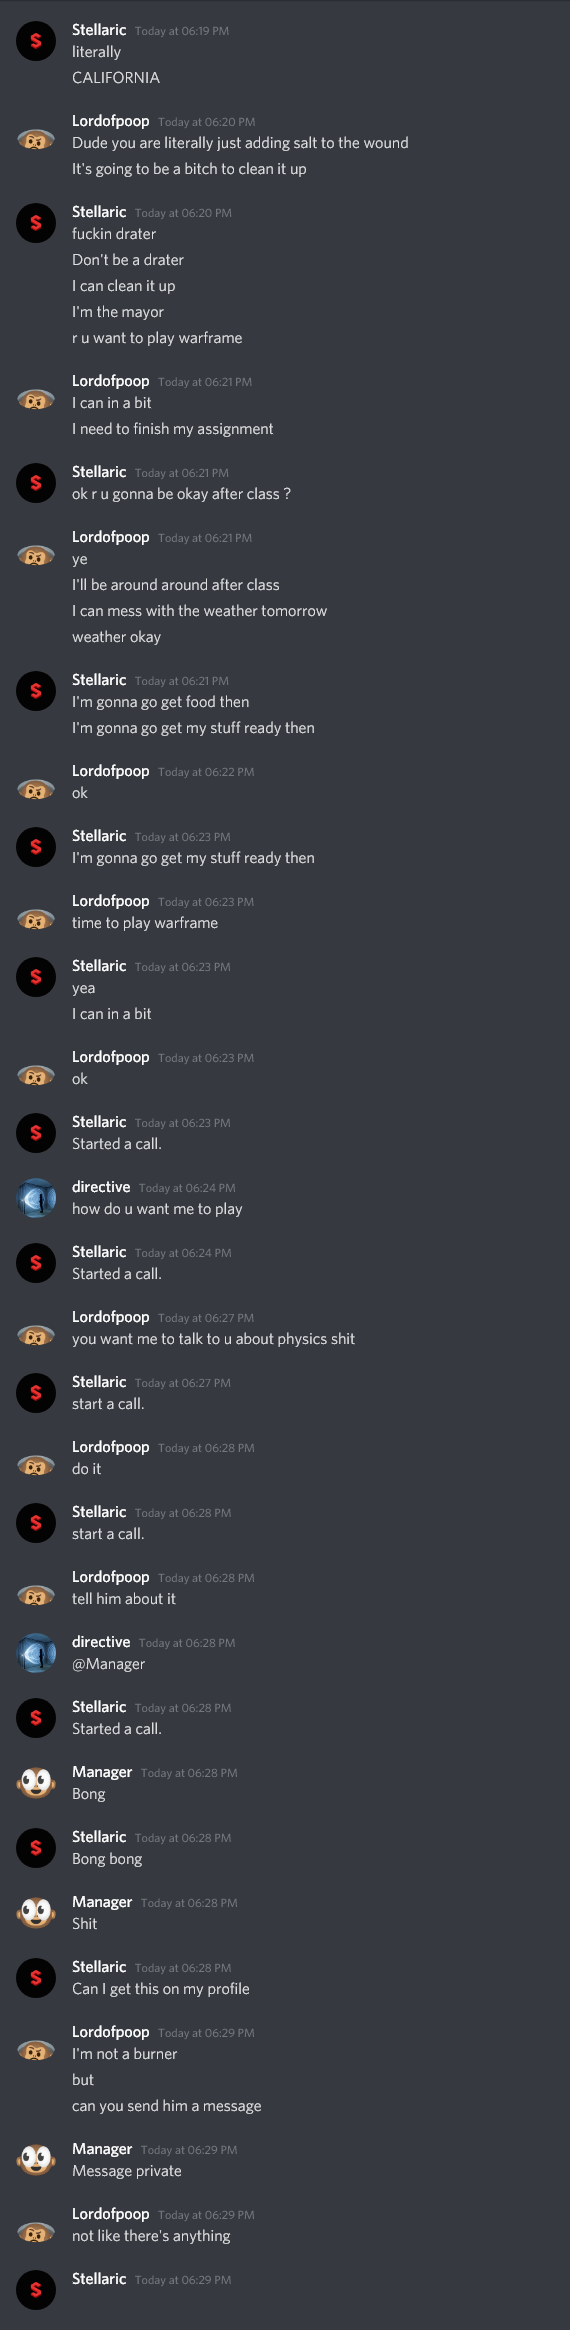 Stellaric Today at 06:19 PM
literally
CALIFORNIA
Lordofpoop Today at 06:20 PM
Dude you are literally just adding salt to the wound
It's going to be a bitch to clean it up
Stellaric Today at 06:20 PM
fuckin drater
Don't be a drater
I can clean it up
I'm the mayor
r u want to play warframe
Lordofpoop Today at 06:21 PM
I can in a bit
I need to finish my assignment
Stellaric Today at 06:21 PM
ok r u gonna be okay after class ?
Lordofpoop Today at 06:21 PM
ye
I'll be around around after class
I can mess with the weather tomorrow
weather okay
Stellaric Today at 06:21 PM
I'm gonna go get food then
I'm gonna go get my stuff ready then
Lordofpoop Today at 06:22 PM
ok
Stellaric Today at 06:23 PM
I'm gonna go get my stuff ready then
Lordofpoop Today at 06:23 PM
time to play warframe
Stellaric Today at 06:23 PM
yea
I can in a bit
Lordofpoop Today at 06:23 PM
ok
Stellaric Today at 06:23 PM
Started a call.
directive Today at 06:24 PM
how do u want me to play
Stellaric Today at 06:24 PM
Started a call.
Lordofpoop Today at 06:27 PM
you want me to talk to u about physics shit
Stellaric Today at 06:27 PM
start a call.
Lordofpoop Today at 06:28 PM
do it
Stellaric Today at 06:28 PM
start a call.
Lordofpoop Today at 06:28 PM
tell him about it
directive Today at 06:28 PM
@Manager
Stellaric Today at 06:28 PM
Started a call.
Manager Today at 06:28 PM
Bong
Stellaric Today at 06:28 PM
Bong bong
Manager Today at 06:28 PM
Shit
Stellaric Today at 06:28 PM
Can I get this on my profile
Lordofpoop Today at 06:29 PM
I'm not a burner
but
can you send him a message
Manager Today at 06:29 PM
Message private
Lordofpoop Today at 06:29 PM
not like there's anything
Stellaric Today at 06:29 PM